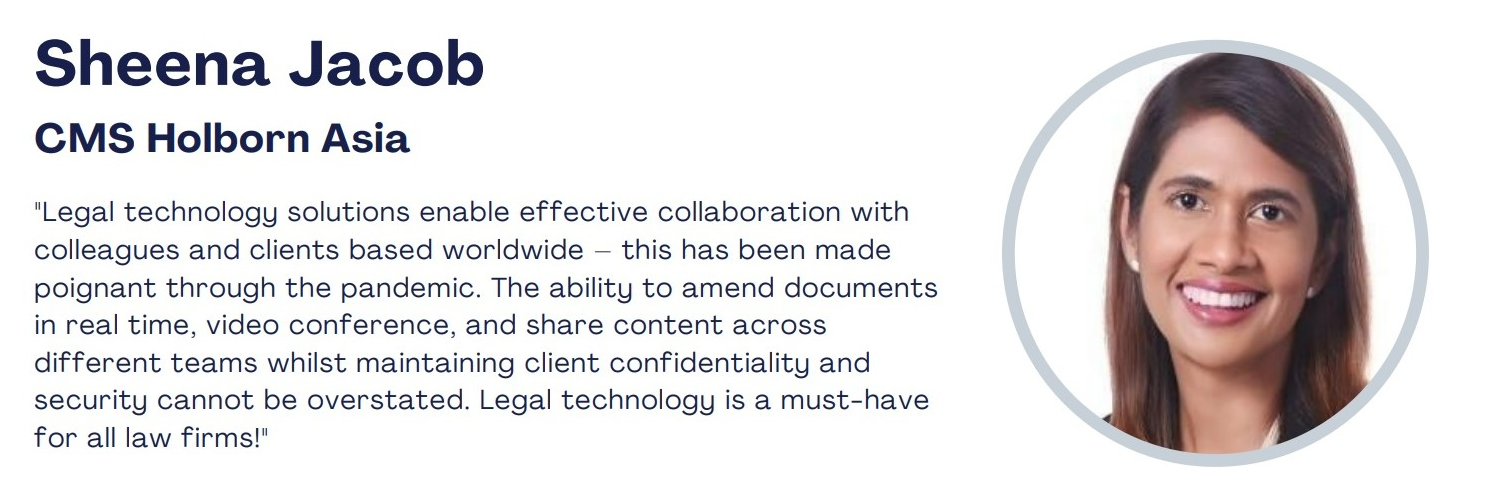 Sheena Jacob
CMS Holborn Asia
"Legal technology solutions enable effective collaboration with
colleagues and clients based worldwide – this has been made
poignant through the pandemic. The ability to amend documents
in real time, video conference, and share content across
different teams whilst maintaining client confidentiality and
security cannot be overstated. Legal technology is a must-have
for all law firms!"